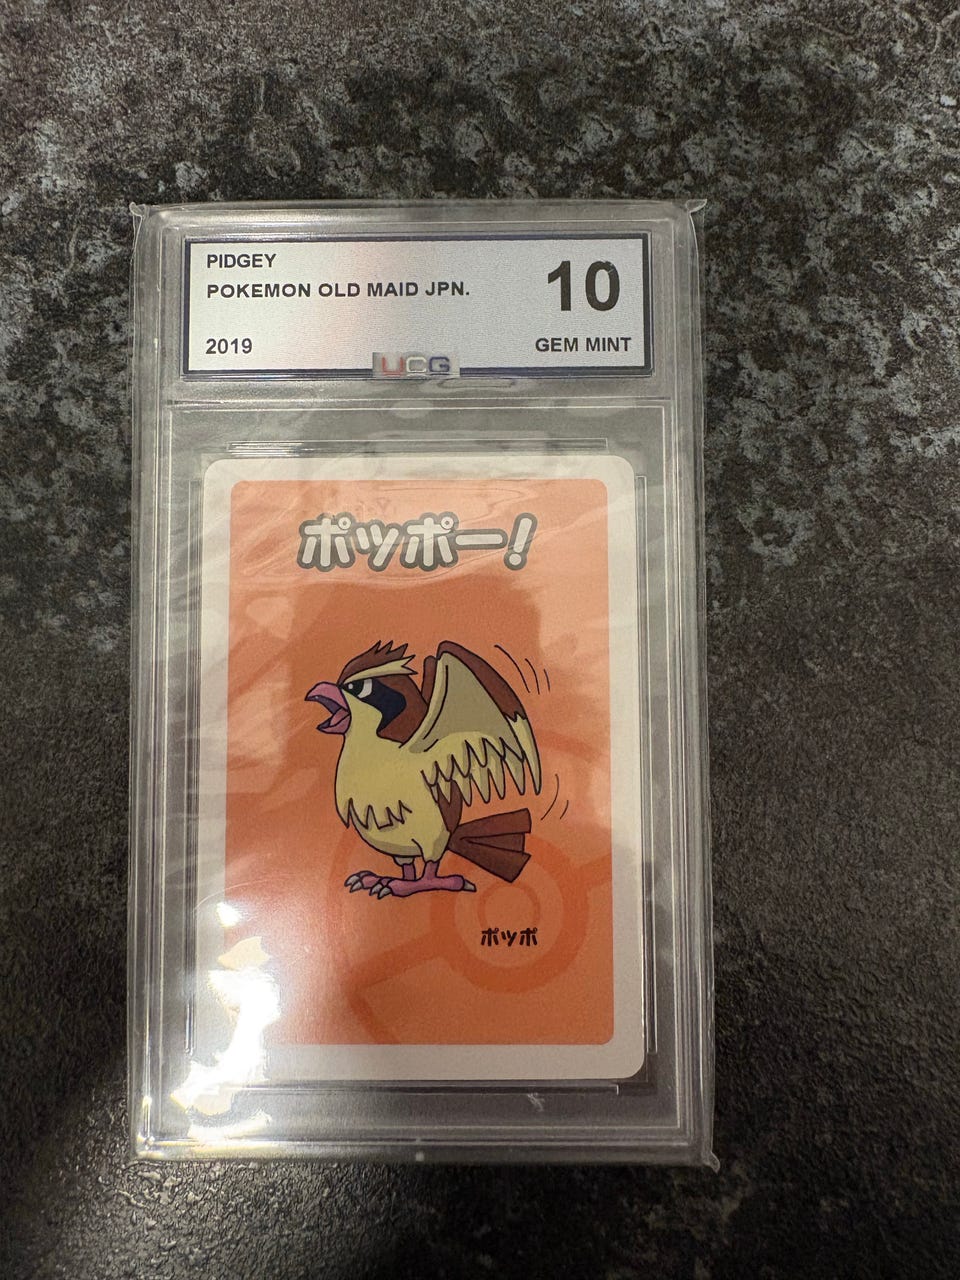 PIDGEY
POKEMON OLD MAID JPN.
10
2019
GEM MINT
UCG
ポッポー!
ポッポ